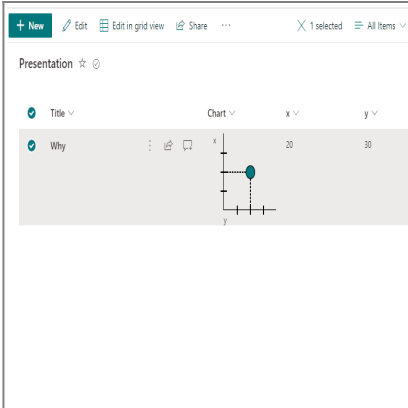 New Edit Edit in grid view Share ··· 1 selected All Items
Presentation
Title Chart x y
Why x 20 30
y